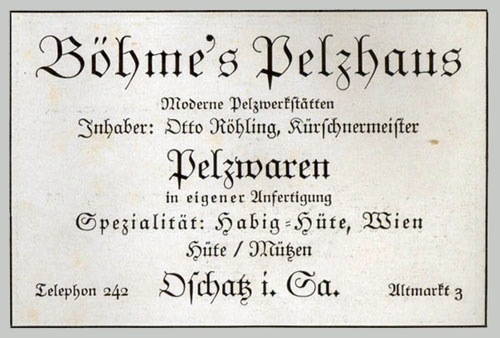 Böhme's Pelzhaus
Moderne Pelzwerkstätten
Inhaber: Otto Röhling, Kürschnermeister
Pelzwaren
in eigener Anfertigung
Spezialität: Habig-Hüte, Wien
Hüte / Mützen
Telephon 242 Oschatz i. Sa. Altmarkt 3